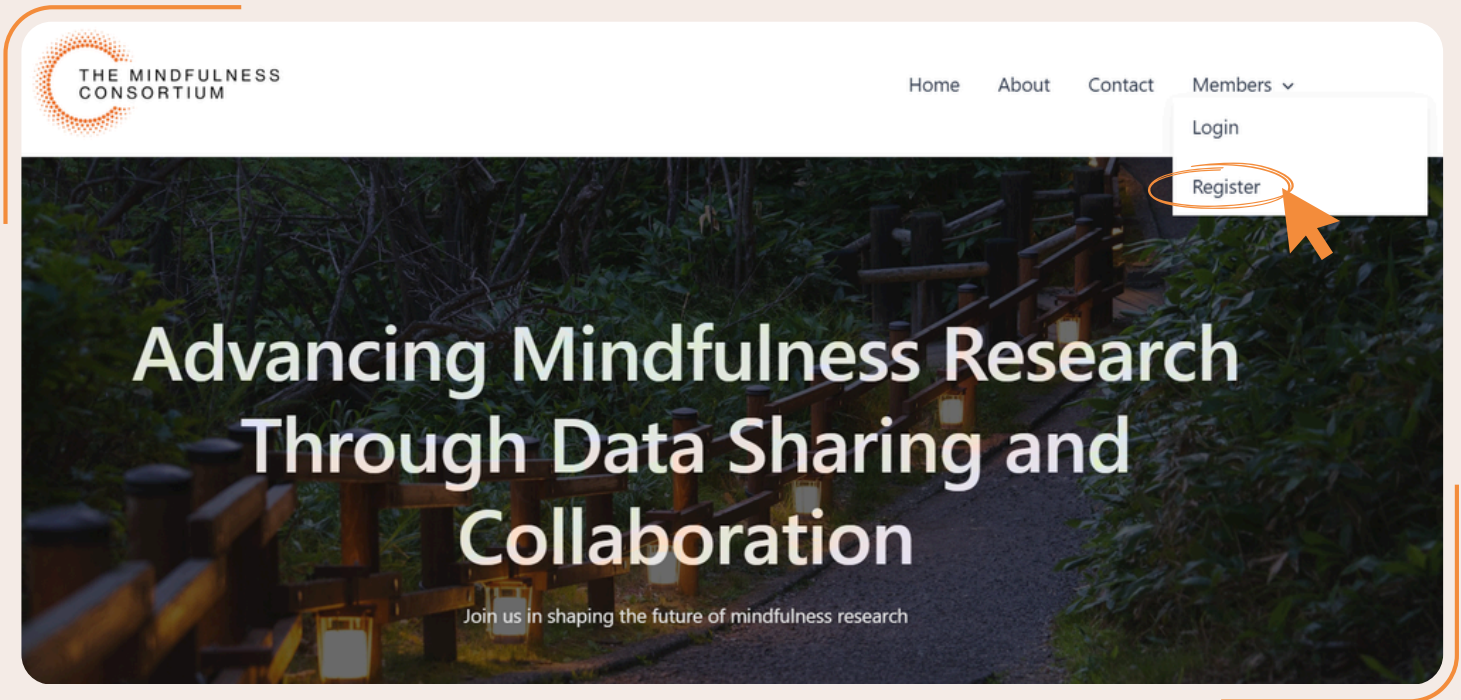 THE MINDFULNESS
CONSORTIUM
Home About Contact Members
Login
Register
Advancing Mindfulness Research
Through Data Sharing and
Collaboration
Join us in shaping the future of mindfulness research